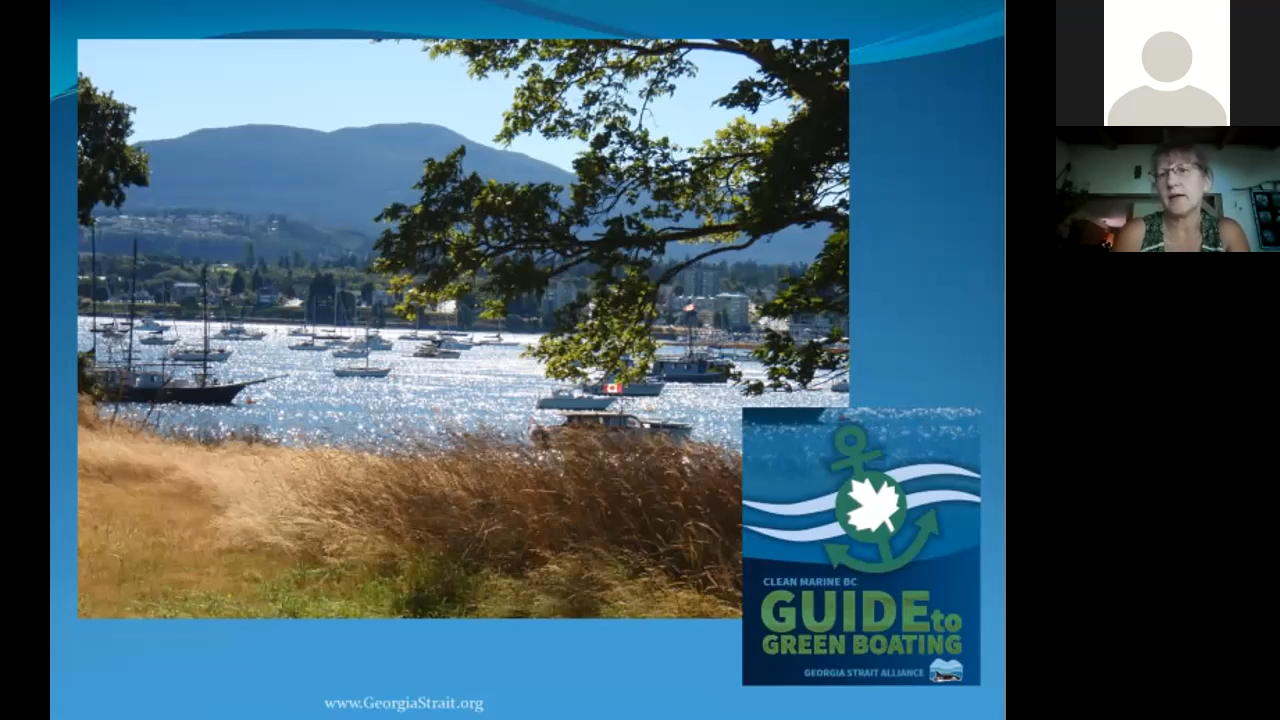 CLEAN MARINE BC
GUIDE to
GREEN BOATING
GEORGIA STRAIT ALLIANCE
www.GeorgiaStrait.org